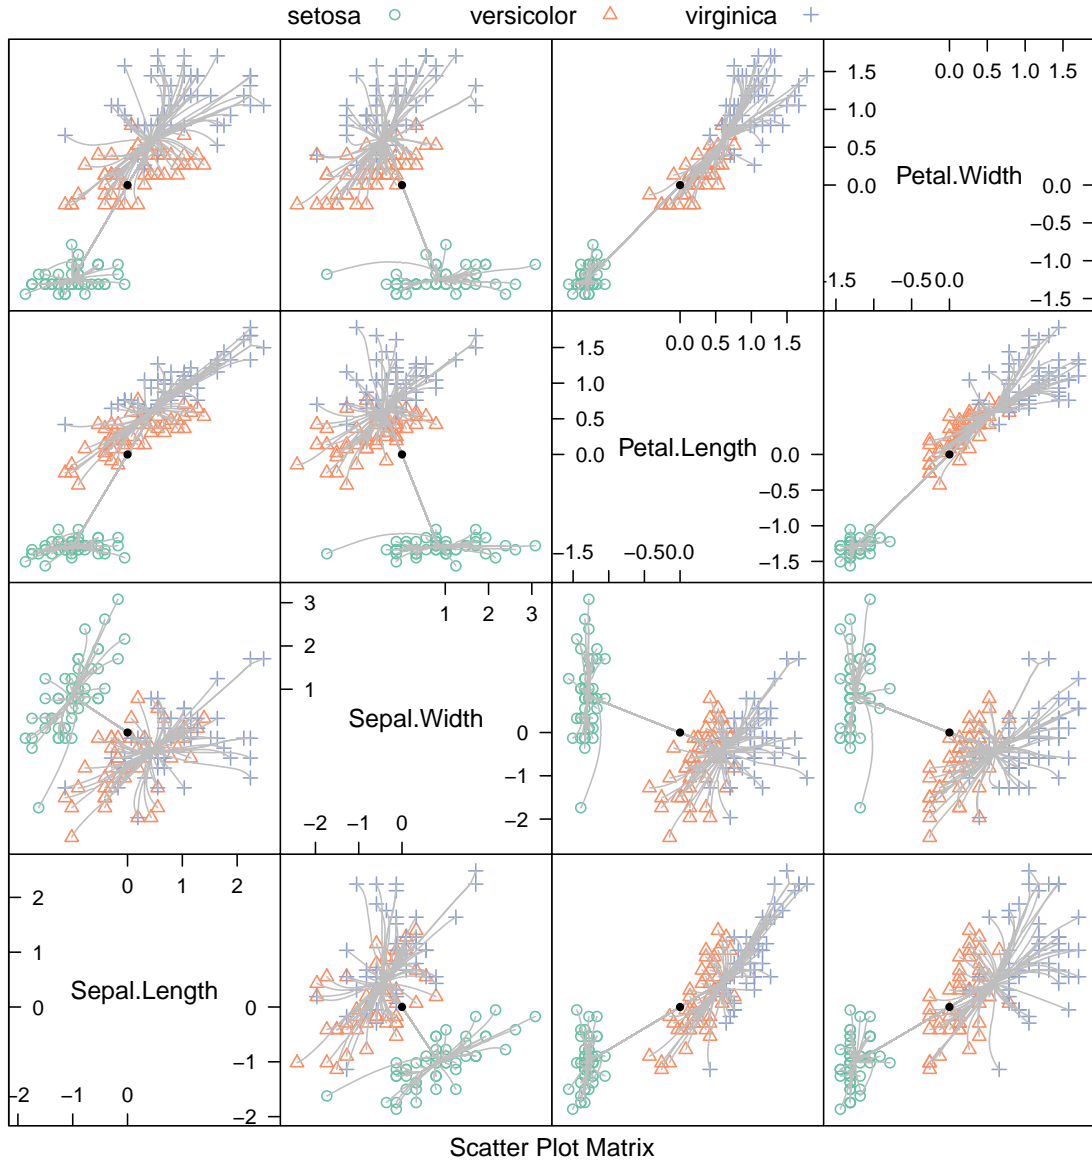 setosa versicolor virginica
0.0 0.5 1.0 1.5
1.5
1.0
0.5
0.0 Petal.Width 0.0
−0.5
−1.0
−1.5
1.5 −0.50.0
0.0 0.5 1.0 1.5
1.5
1.0
0.5
0.0 Petal.Length 0.0
−0.5
−1.0
−1.5
−1.5 −0.50.0
1 2 3
3
2
1
Sepal.Width 0
−1
−2
−2 −1 0
0 1 2
2
1
0 Sepal.Length 0
−1
−2
−2 −1 0
Scatter Plot Matrix